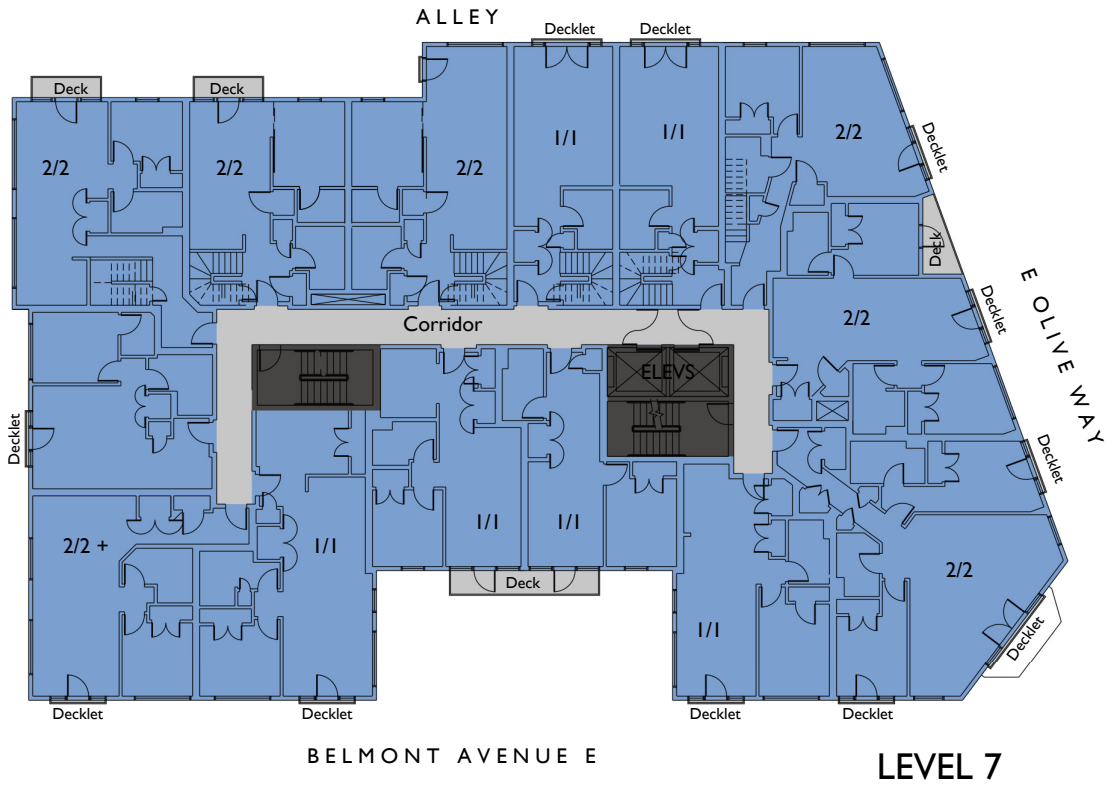 ALLEY
Decklet
Decklet
Deck
Deck
2/2
2/2
2/2
1/1
1/1
2/2
Decklet
Deck
E OLIVE WAY
Decklet
Corridor
2/2
ELEVS
Decklet
Decklet
2/2 +
1/1
1/1
1/1
Deck
2/2
1/1
Decklet
Decklet
Decklet
Decklet
Decklet
BELMONT AVENUE E
LEVEL 7